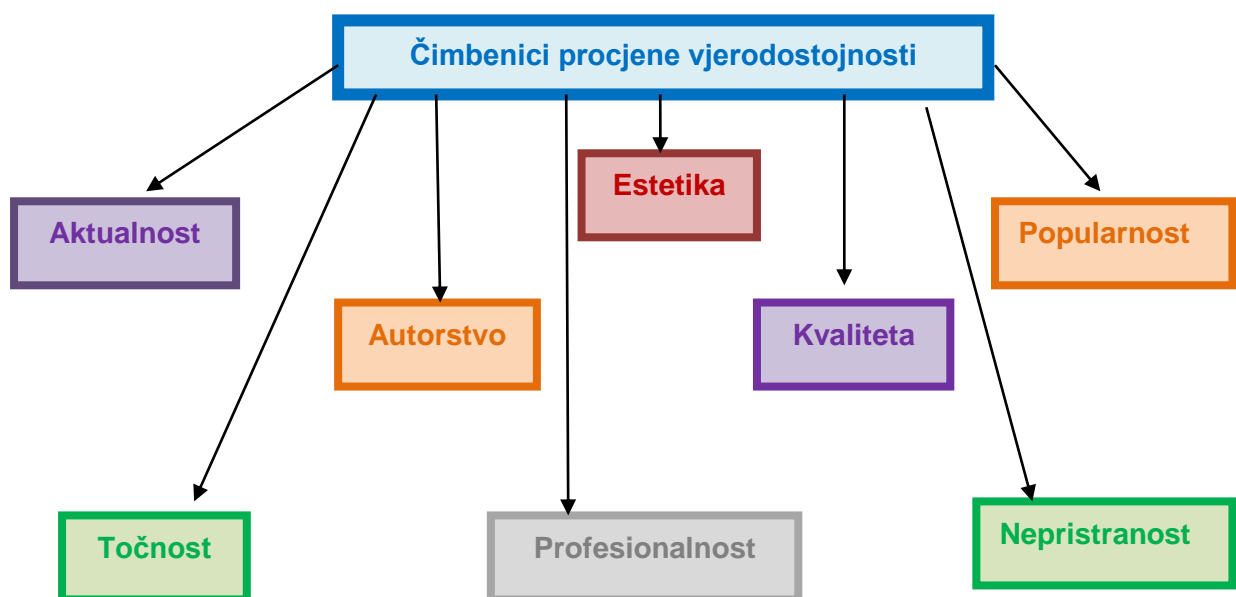 Čimbenici procjene vjerodostojnosti
Estetika
Aktualnost
Popularnost
Autorstvo
Kvaliteta
Točnost
Profesionalnost
Nepristranost